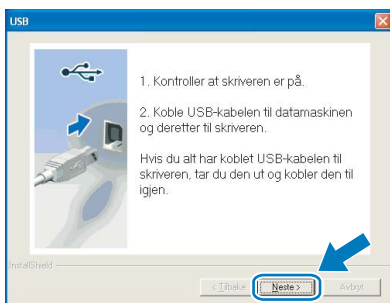 USB
1. Kontroller at skriveren er på.
2. Koble USB-kabelen til datamaskinen
og deretter til skriveren.
Hvis du alt har koblet USB-kabelen til
skriveren, tar du den ut og kobler den til
igjen.
InstallShield
< Tilbake
Neste >
Avbryt